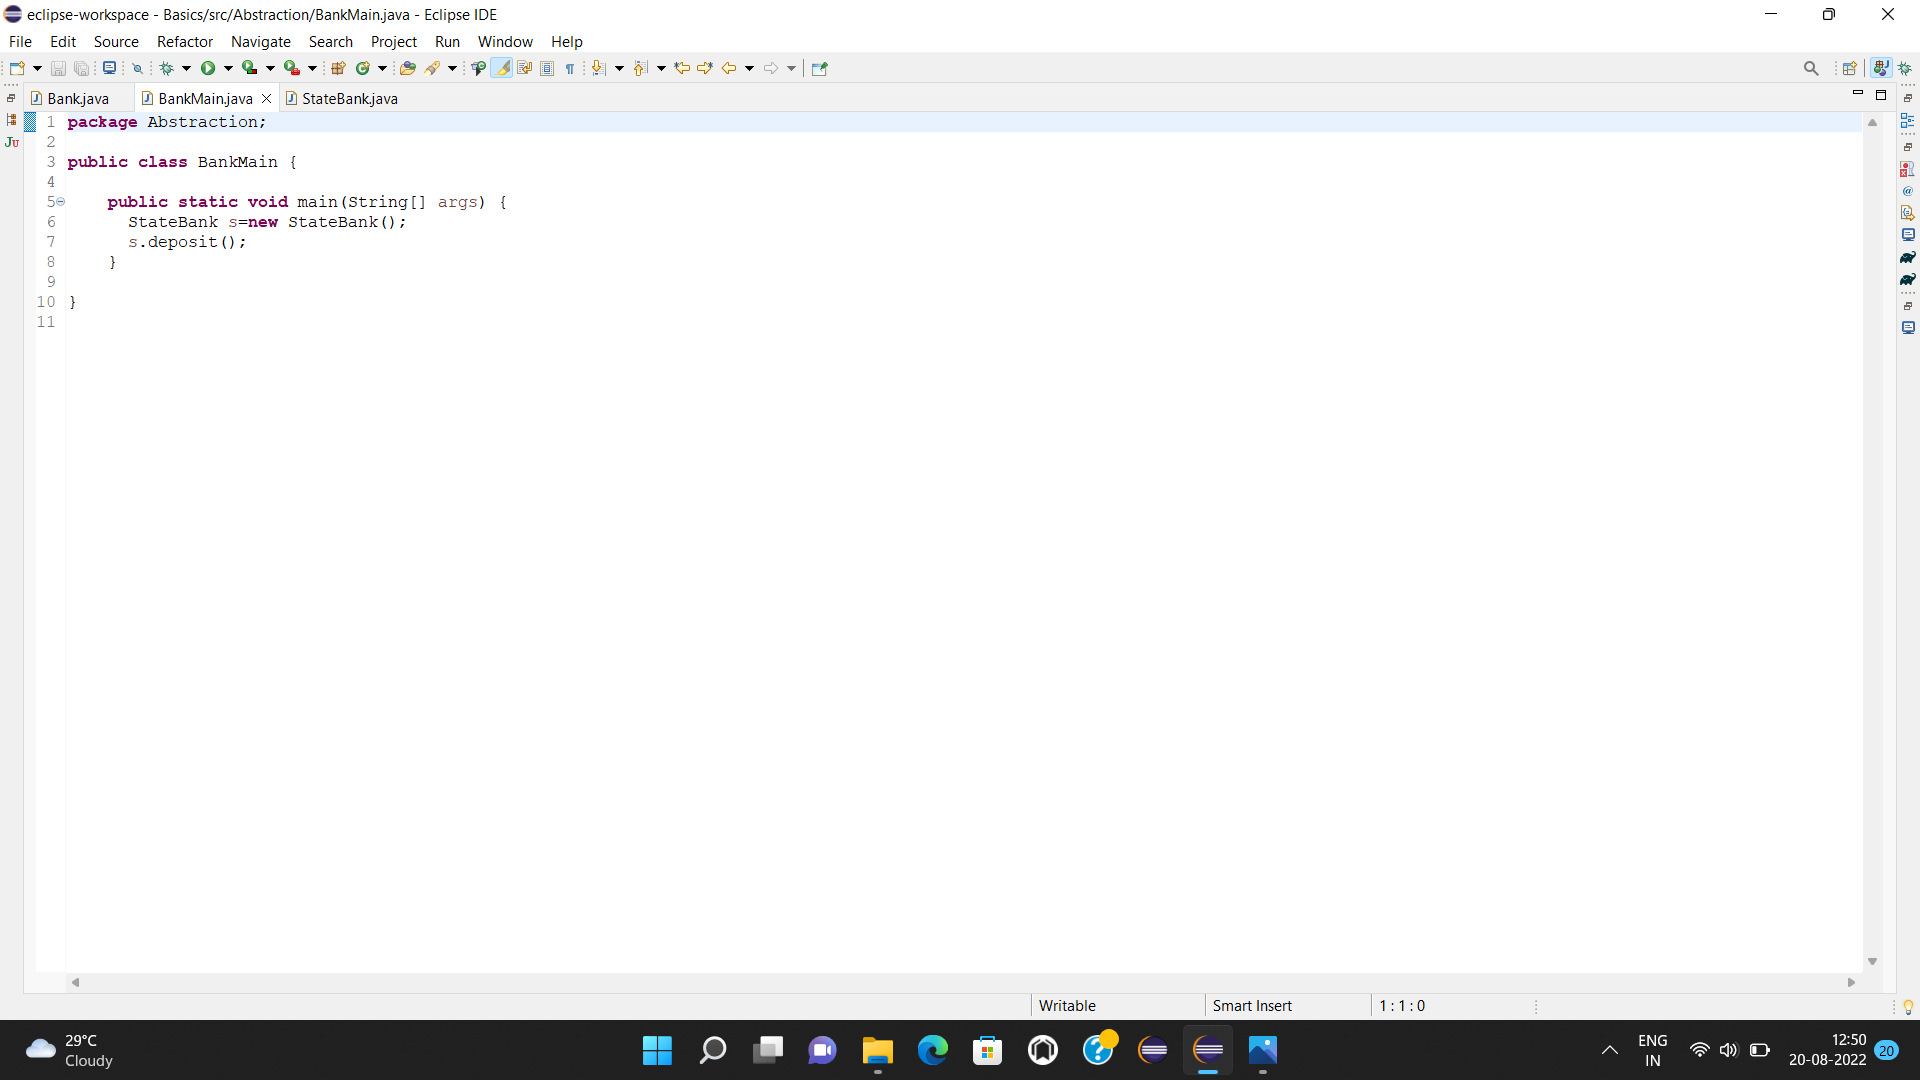 eclipse-workspace - Basics/src/Abstraction/BankMain.java - Eclipse IDE
File Edit Source Refactor Navigate Search Project Run Window Help
Bank.java BankMain.java StateBank.java
1 package Abstraction;
2
3 public class BankMain {
4
5 public static void main(String[] args) {
6 StateBank s=new StateBank();
7 s.deposit();
8 }
9
10 }
11
Writable Smart Insert 1 : 1 : 0
29°C
Cloudy
ENG
IN
12:50
20-08-2022
20